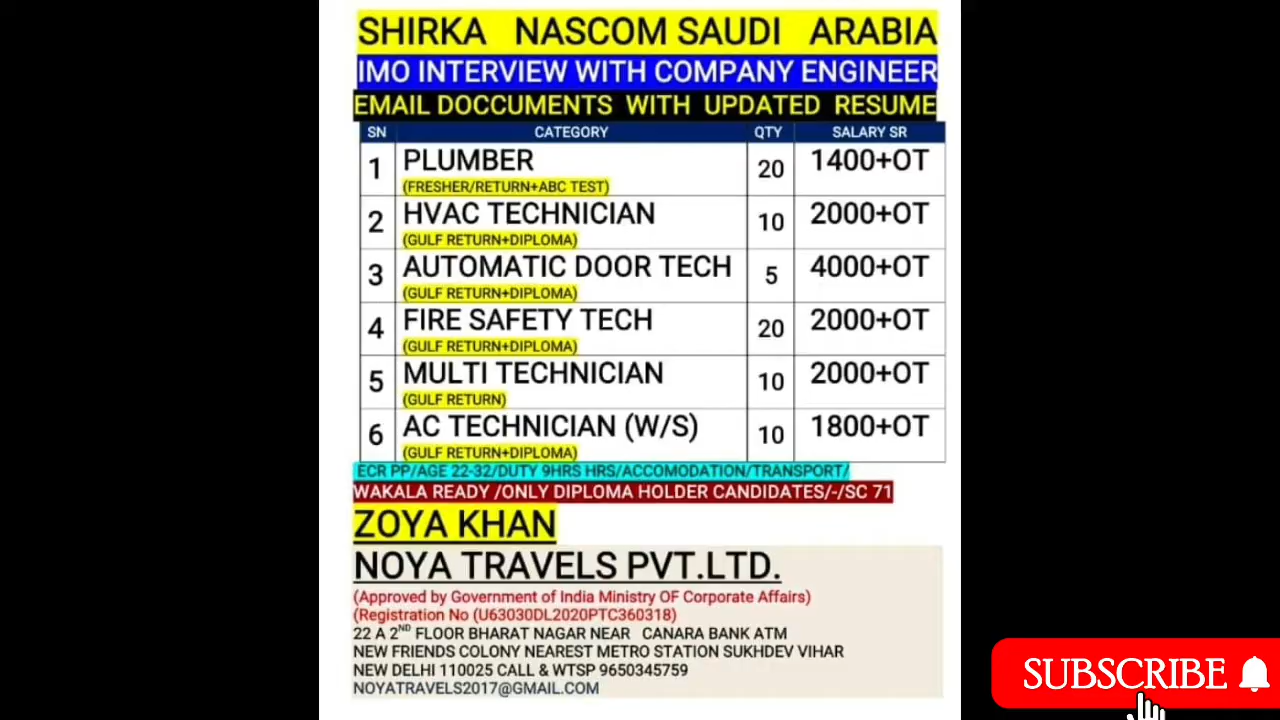 SHIRKA NASCOM SAUDI ARABIA
IMO INTERVIEW WITH COMPANY ENGINEER
EMAIL DOCCUMENTS WITH UPDATED RESUME
SN CATEGORY QTY SALARY SR
1 PLUMBER 20 1400+OT
(FRESHER/RETURN+ABC TEST)
2 HVAC TECHNICIAN 10 2000+OT
(GULF RETURN+DIPLOMA)
3 AUTOMATIC DOOR TECH 5 4000+OT
(GULF RETURN+DIPLOMA)
4 FIRE SAFETY TECH 20 2000+OT
(GULF RETURN+DIPLOMA)
5 MULTI TECHNICIAN 10 2000+OT
(GULF RETURN)
6 AC TECHNICIAN (W/S) 10 1800+OT
(GULF RETURN+DIPLOMA)
ECR PP/AGE 22-32/DUTY 9HRS HRS/ACCOMODATION/TRANSPORT/
WAKALA READY /ONLY DIPLOMA HOLDER CANDIDATES/-/SC 71
ZOYA KHAN
NOYA TRAVELS PVT.LTD.
(Approved by Government of India Ministry OF Corporate Affairs)
(Registration No (U63030DL2020PTC360318)
22 A 2ND FLOOR BHARAT NAGAR NEAR CANARA BANK ATM
NEW FRIENDS COLONY NEAREST METRO STATION SUKHDEV VIHAR
NEW DELHI 110025 CALL & WTSP 9650345759
NOYATRAVELS2017@GMAIL.COM
SUBSCRIBE